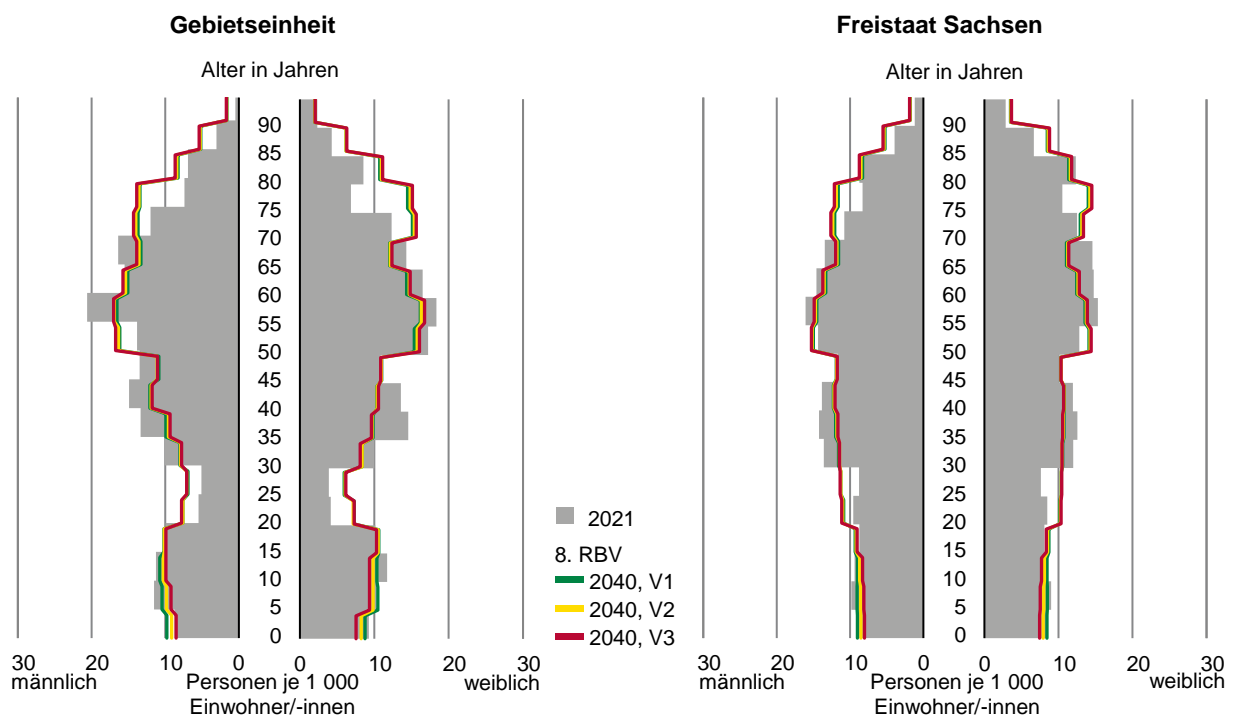 Gebietseinheit
Alter in Jahren
90
85
80
75
70
65
60
55
50
45
40
35
30
25
20
15
10
5
0
30 20 10 0 0 10 20 30
männlich Personen je 1 000 weiblich
Einwohner/-innen
2021
8. RBV
2040, V1
2040, V2
2040, V3
Freistaat Sachsen
Alter in Jahren
90
85
80
75
70
65
60
55
50
45
40
35
30
25
20
15
10
5
0
30 20 10 0 0 10 20 30
männlich Personen je 1 000 weiblich
Einwohner/-innen